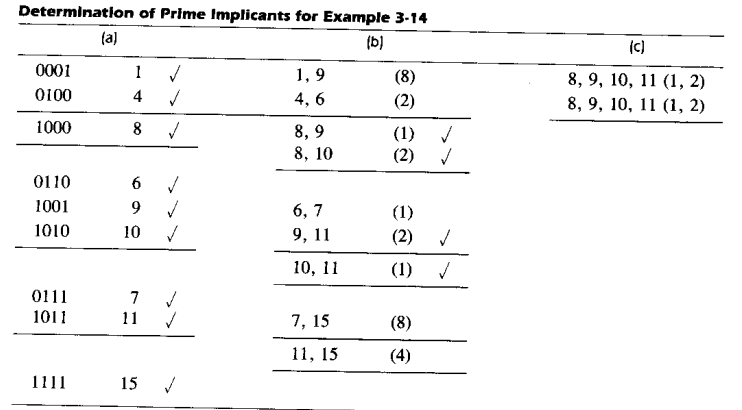 Determination of Prime Implicants for Example 3-14
(a) (b) (c)
0001 1 ✓ 1, 9 (8) 8, 9, 10, 11 (1, 2)
0100 4 ✓ 4, 6 (2) 8, 9, 10, 11 (1, 2)
1000 8 ✓ 8, 9 (1) ✓
8, 10 (2) ✓
0110 6 ✓
1001 9 ✓ 6, 7 (1)
1010 10 ✓ 9, 11 (2) ✓
10, 11 (1) ✓
0111 7 ✓
1011 11 ✓ 7, 15 (8)
11, 15 (4)
1111 15 ✓